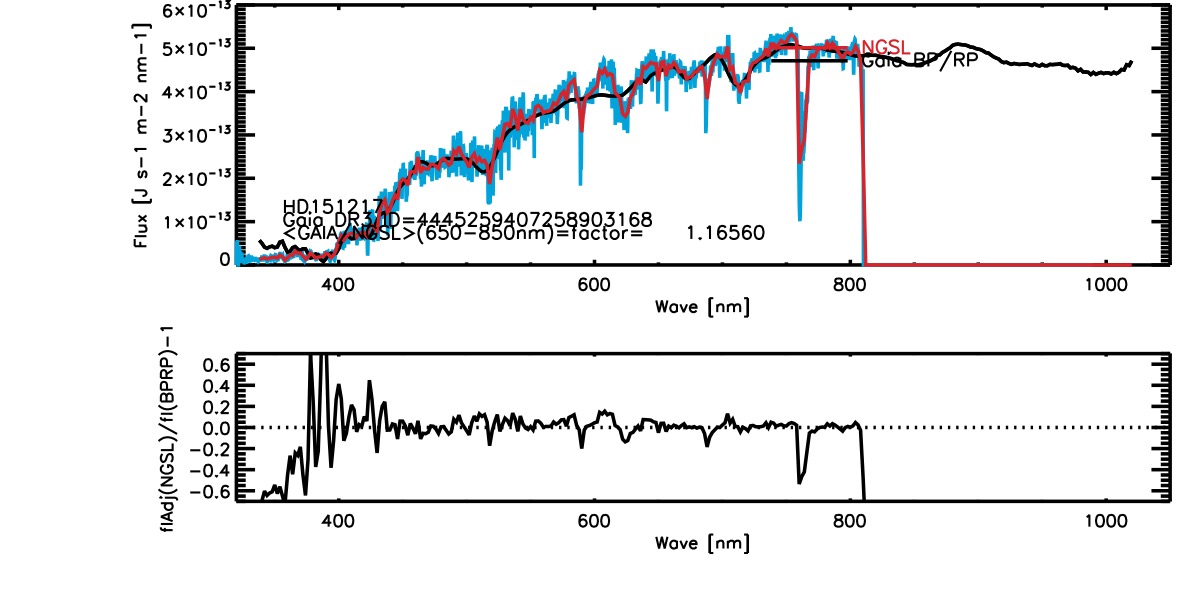 6×10−13
5×10−13
4×10−13
3×10−13
2×10−13
1×10−13
0
Flux [J s−1 m−2 nm−1]
NGSL
Gaia BP/RP
HD151217
Gaia DR3 ID=4445259407258903168
<GAIA/NGSL>(650−850nm)=factor= 1.16560
400 600 800 1000
Wave [nm]
0.6
0.4
0.2
0.0
−0.2
−0.4
−0.6
flAdj(NGSL)/fl(BPRP)−1
400 600 800 1000
Wave [nm]